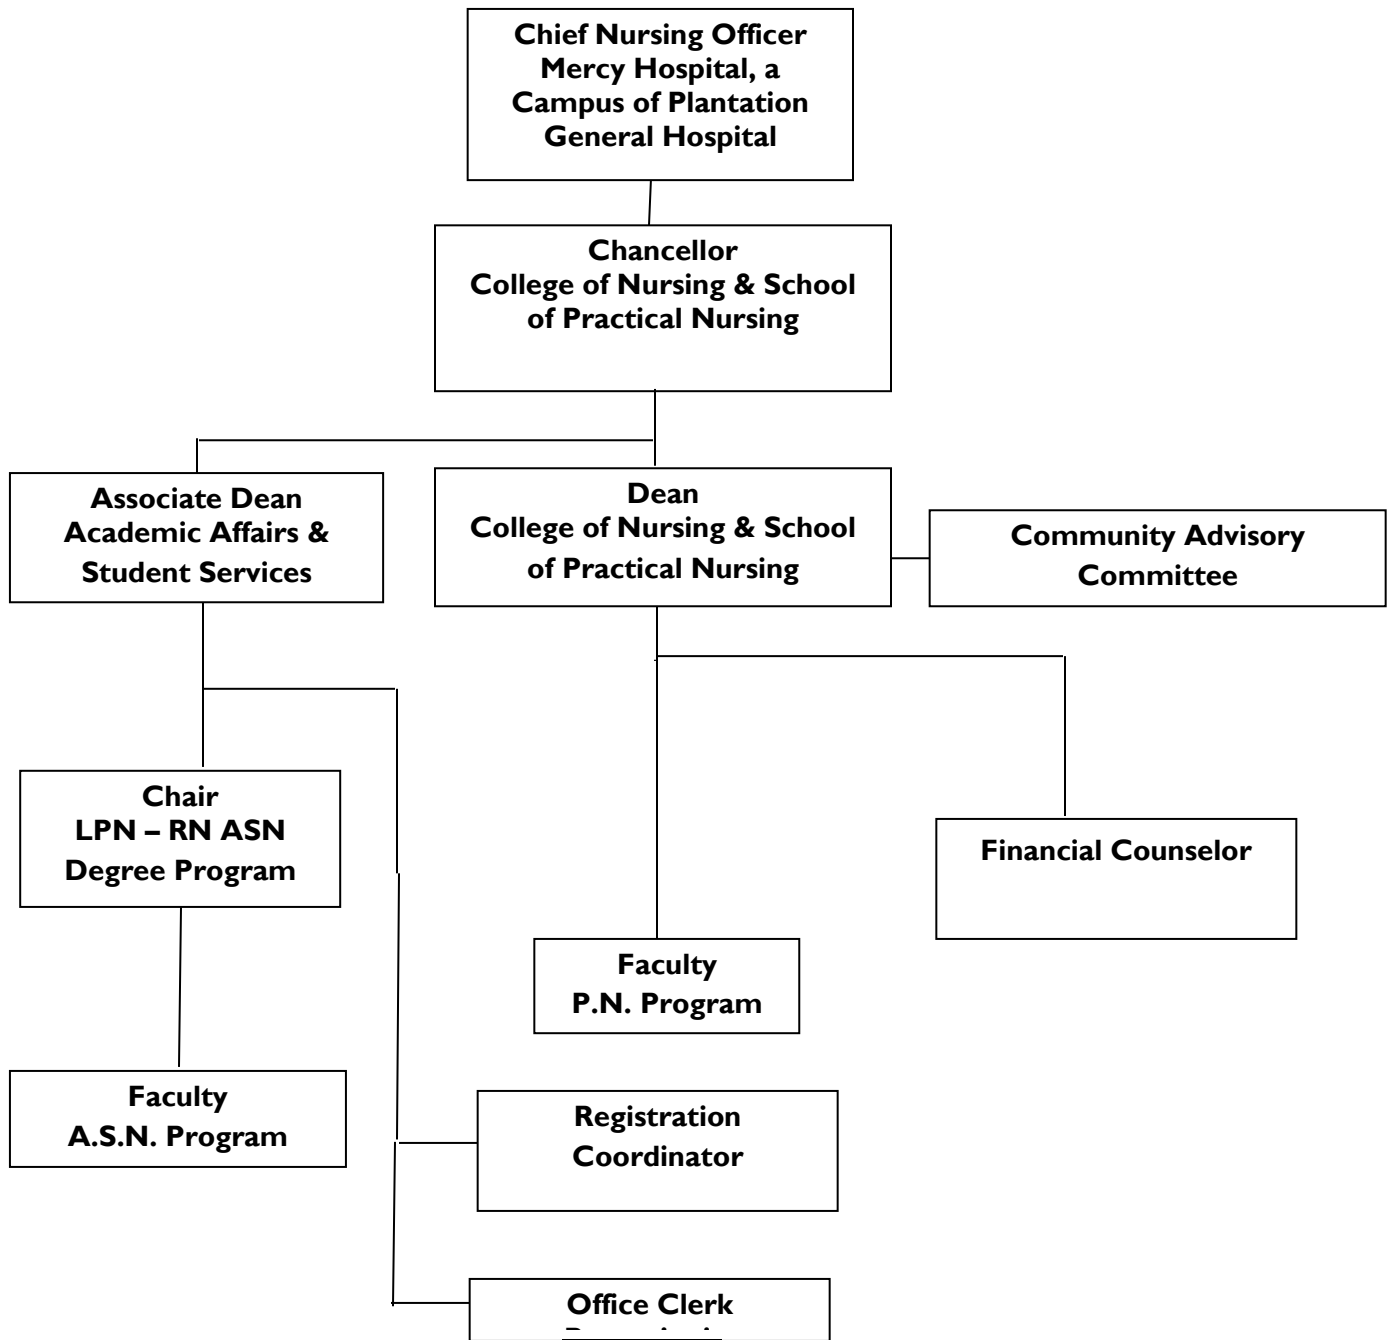 Chief Nursing Officer
Mercy Hospital, a
Campus of Plantation
General Hospital
Chancellor
College of Nursing & School
of Practical Nursing
Associate Dean
Academic Affairs &
Student Services
Dean
College of Nursing & School
of Practical Nursing
Community Advisory
Committee
Chair
LPN – RN ASN
Degree Program
Financial Counselor
Faculty
P.N. Program
Faculty
A.S.N. Program
Registration
Coordinator
Office Clerk